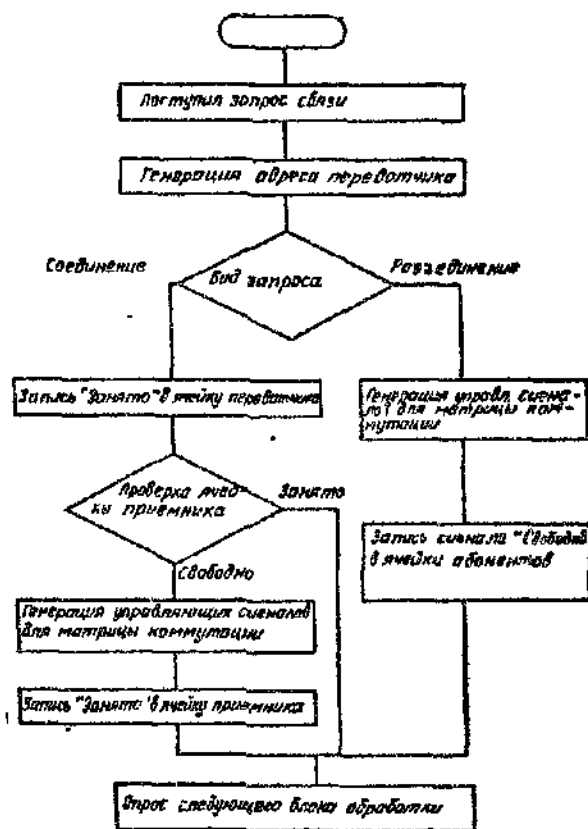 Поступил запрос связи
Генерация адреса передатчика
Соединение
Вид запроса
Разъединение
Запись "Занято" в ячейку передатчика
Генерация управл. сигна-
лов для матрицы ком-
мутации
Проверка ячей-
ки приемника
Занято
Свободно
Запись сигнала "Свободно
в ячейки абонентов
Генерация управляющих сигналов
для матрицы коммутации
Запись "Занято" в ячейку приемника
Опрос следующего блока обработки